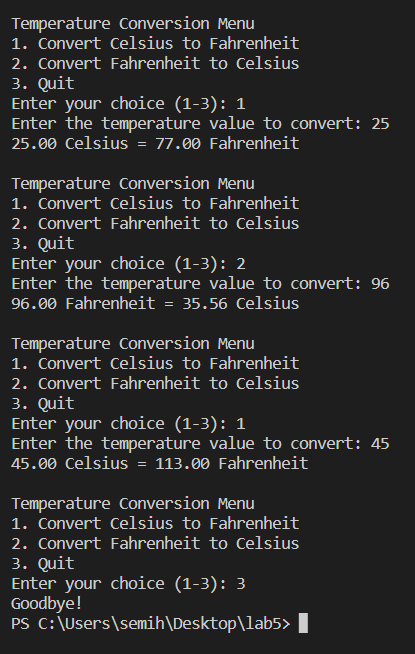 Temperature Conversion Menu
1. Convert Celsius to Fahrenheit
2. Convert Fahrenheit to Celsius
3. Quit
Enter your choice (1-3): 1
Enter the temperature value to convert: 25
25.00 Celsius = 77.00 Fahrenheit

Temperature Conversion Menu
1. Convert Celsius to Fahrenheit
2. Convert Fahrenheit to Celsius
3. Quit
Enter your choice (1-3): 2
Enter the temperature value to convert: 96
96.00 Fahrenheit = 35.56 Celsius

Temperature Conversion Menu
1. Convert Celsius to Fahrenheit
2. Convert Fahrenheit to Celsius
3. Quit
Enter your choice (1-3): 1
Enter the temperature value to convert: 45
45.00 Celsius = 113.00 Fahrenheit

Temperature Conversion Menu
1. Convert Celsius to Fahrenheit
2. Convert Fahrenheit to Celsius
3. Quit
Enter your choice (1-3): 3
Goodbye!
PS C:\Users\semih\Desktop\lab5>